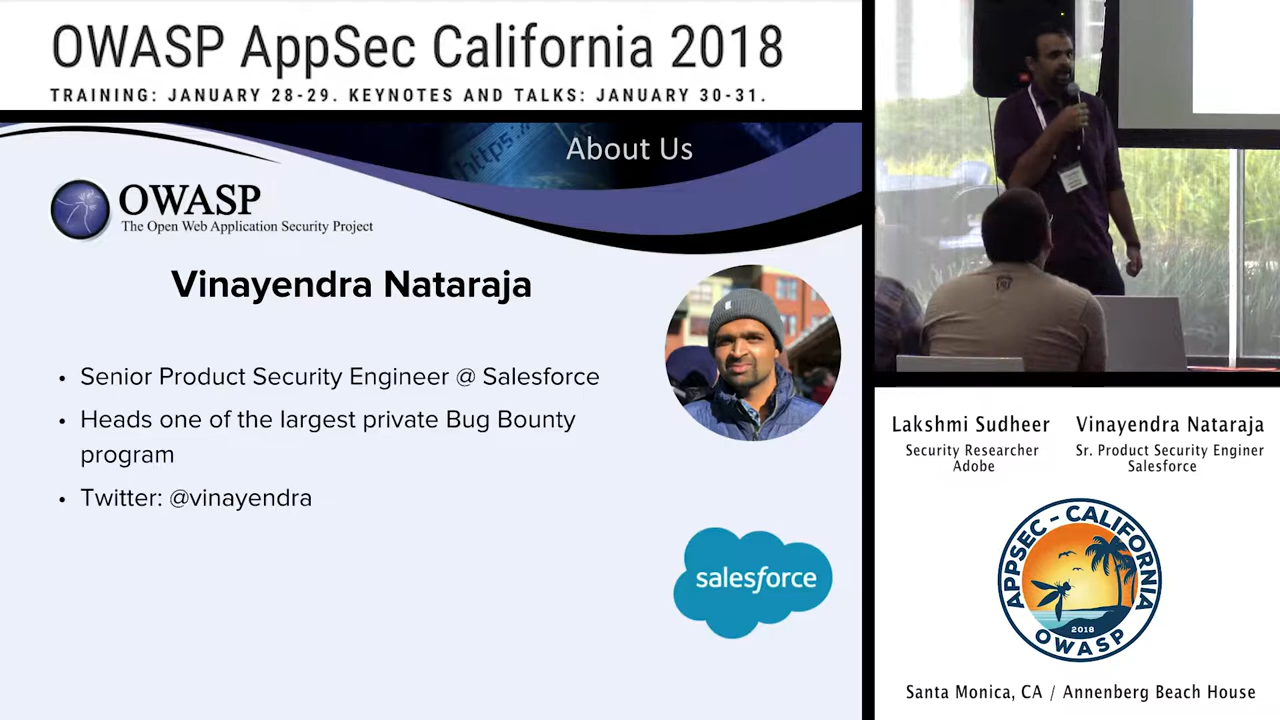 OWASP AppSec California 2018
TRAINING: JANUARY 28-29. KEYNOTES AND TALKS: JANUARY 30-31.
https://
About Us
OWASP
The Open Web Application Security Project
Vinayendra Nataraja
• Senior Product Security Engineer @ Salesforce
• Heads one of the largest private Bug Bounty
program
• Twitter: @vinayendra
salesforce
Lakshmi Sudheer
Security Researcher
Adobe
Vinayendra Nataraja
Sr. Product Security Enginer
Salesforce
APPSEC - CALIFORNIA
2018
OWASP
Santa Monica, CA / Annenberg Beach House